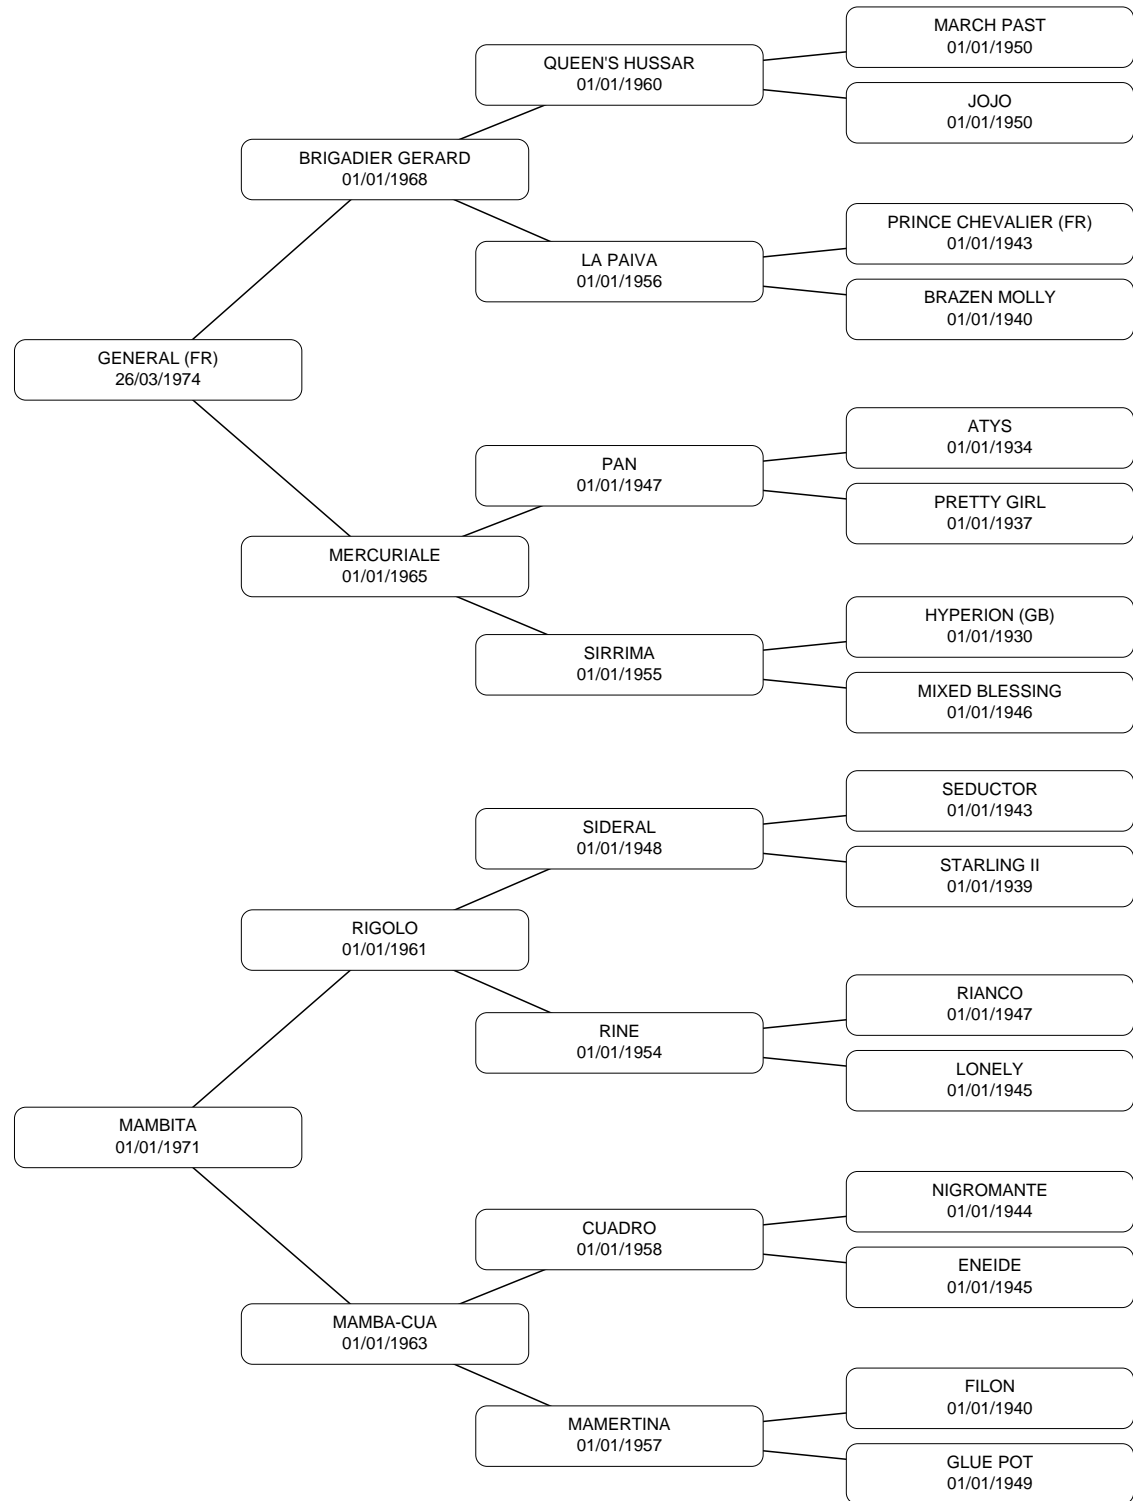 MARCH PAST
01/01/1950
QUEEN'S HUSSAR
01/01/1960
JOJO
01/01/1950
BRIGADIER GERARD
01/01/1968
PRINCE CHEVALIER (FR)
01/01/1943
LA PAIVA
01/01/1956
BRAZEN MOLLY
01/01/1940
GENERAL (FR)
26/03/1974
ATYS
01/01/1934
PAN
01/01/1947
PRETTY GIRL
01/01/1937
MERCURIALE
01/01/1965
HYPERION (GB)
01/01/1930
SIRRIMA
01/01/1955
MIXED BLESSING
01/01/1946
SEDUCTOR
01/01/1943
SIDERAL
01/01/1948
STARLING II
01/01/1939
RIGOLO
01/01/1961
RIANCO
01/01/1947
RINE
01/01/1954
LONELY
01/01/1945
MAMBITA
01/01/1971
NIGROMANTE
01/01/1944
CUADRO
01/01/1958
ENEIDE
01/01/1945
MAMBA-CUA
01/01/1963
FILON
01/01/1940
MAMERTINA
01/01/1957
GLUE POT
01/01/1949